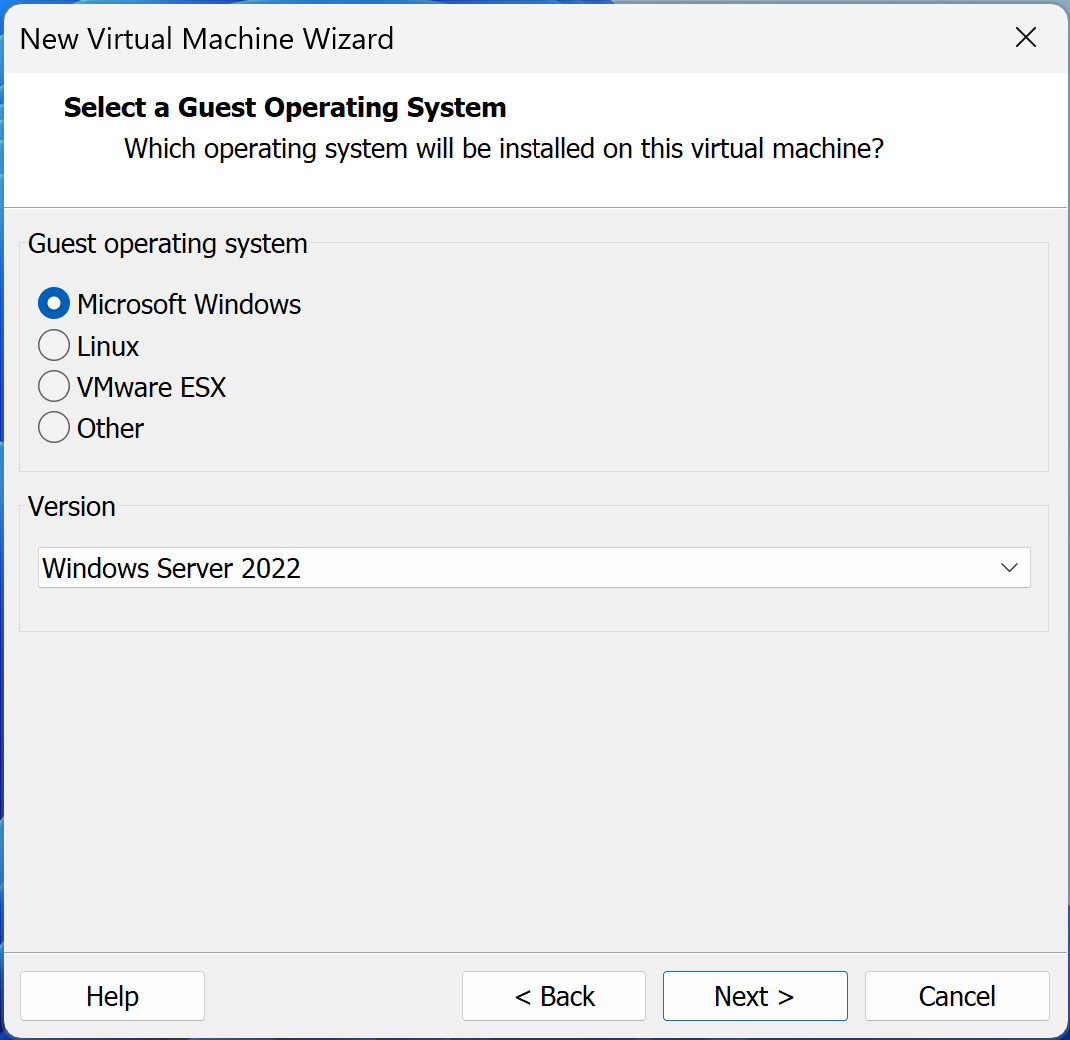 New Virtual Machine Wizard
Select a Guest Operating System
Which operating system will be installed on this virtual machine?
Guest operating system
Microsoft Windows
Linux
VMware ESX
Other
Version
Windows Server 2022
Help
< Back
Next >
Cancel